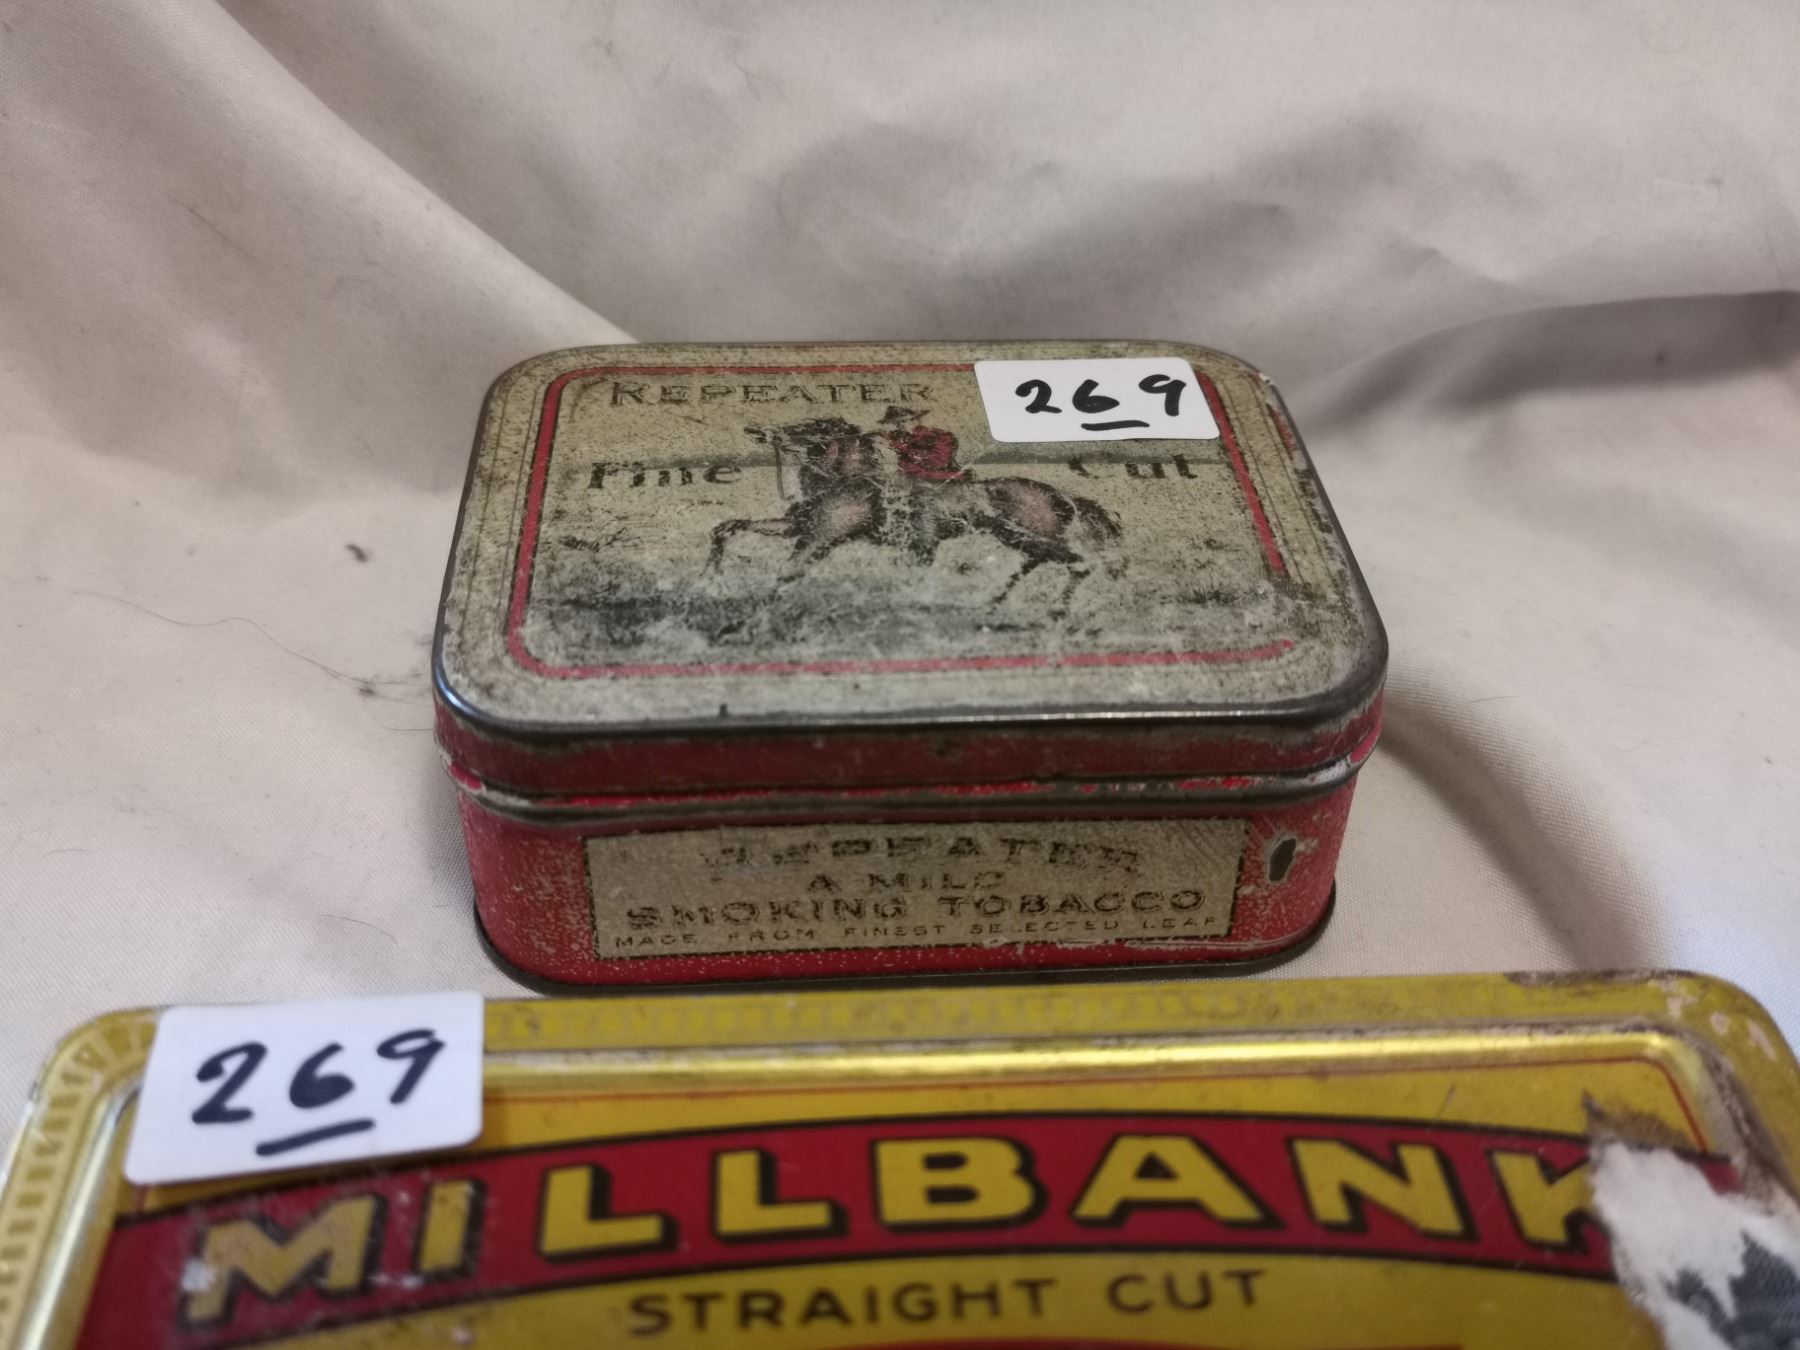 REPEATER
269
Fine Cut
REPEATER
A MILD
SMOKING TOBACCO
MADE FROM FINEST SELECTED LEAF
269
MILLBANK
STRAIGHT CUT